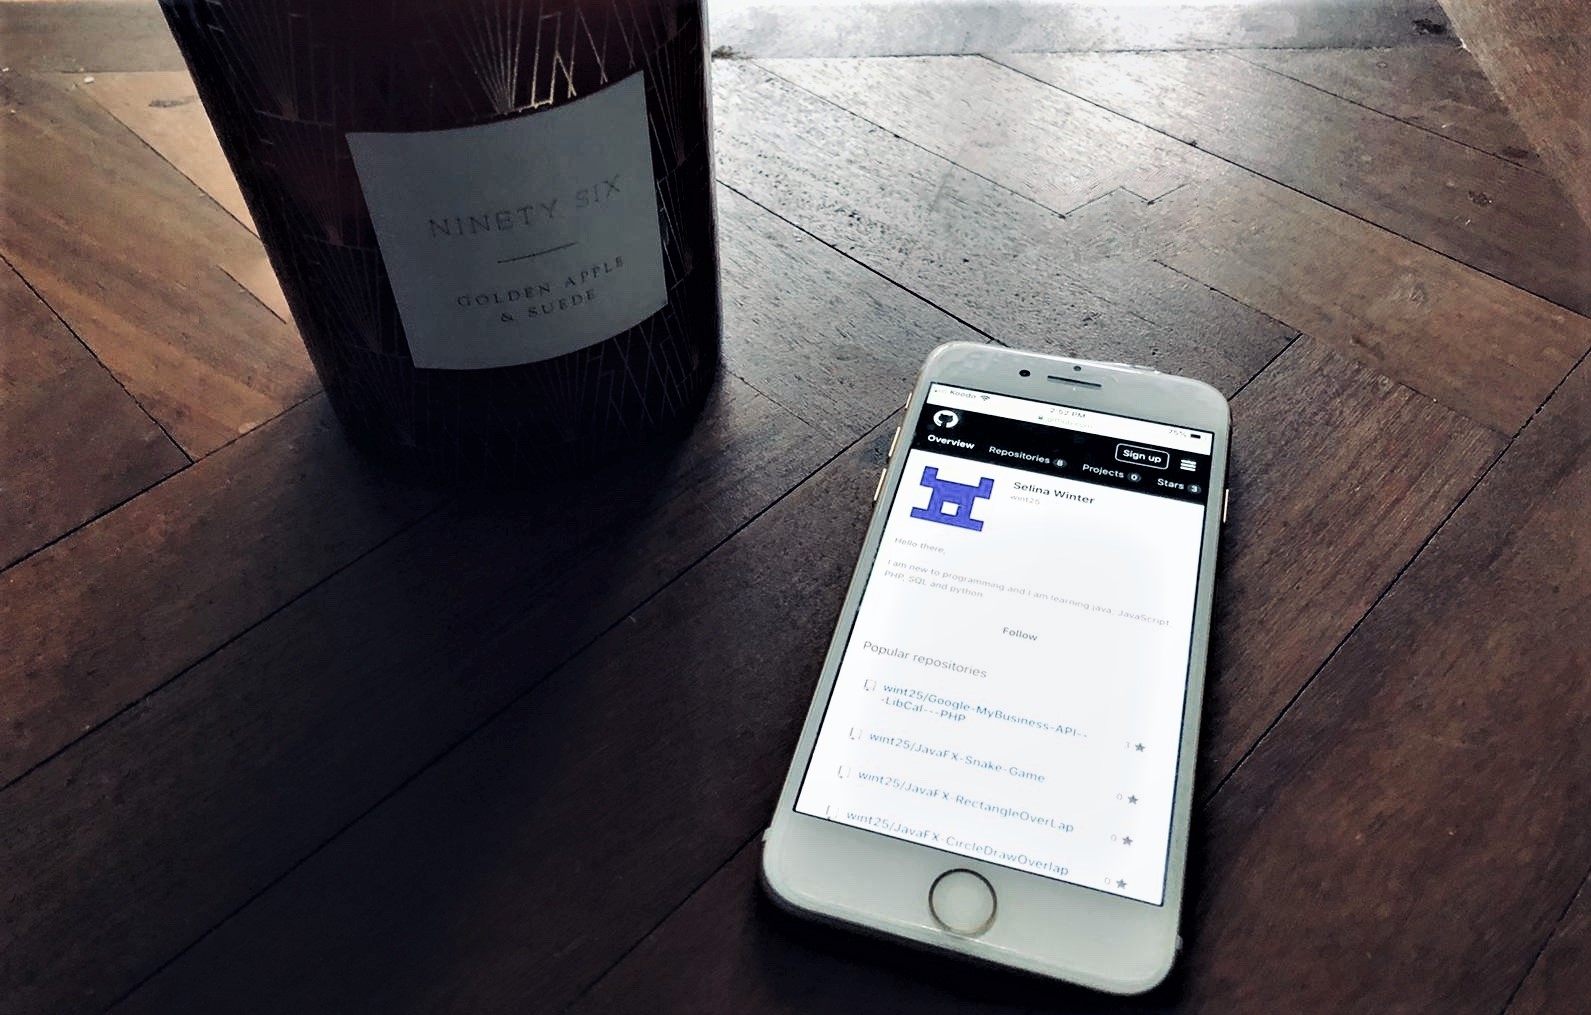 NINETY SIX
GOLDEN APPLE
& SUEDE
Koodo
2:52 PM
75%
Sign up
Overview
Repositories 8
Projects 0
Stars 3
Selina Winter
wint25
Hello there,
I am new to programming and I am learning java, JavaScript
PHP, SQL and python
Follow
Popular repositories
wint25/Google-MyBusiness-API--
-LibCal---PHP
1
wint25/JavaFX-Snake-Game
0
wint25/JavaFX-RectangleOverLap
0
wint25/JavaFX-CircleDrawOverlap
0